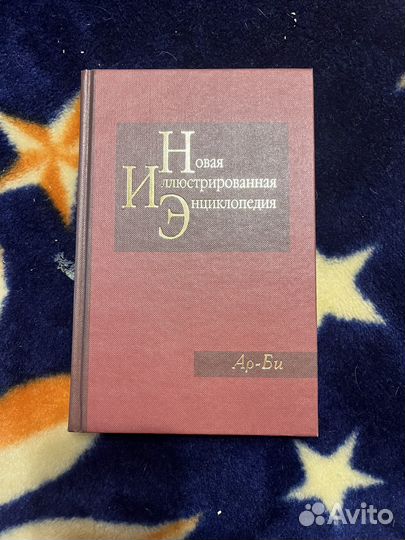 Новая
Иллюстрированная
Энциклопедия
Ар-Би
Avito